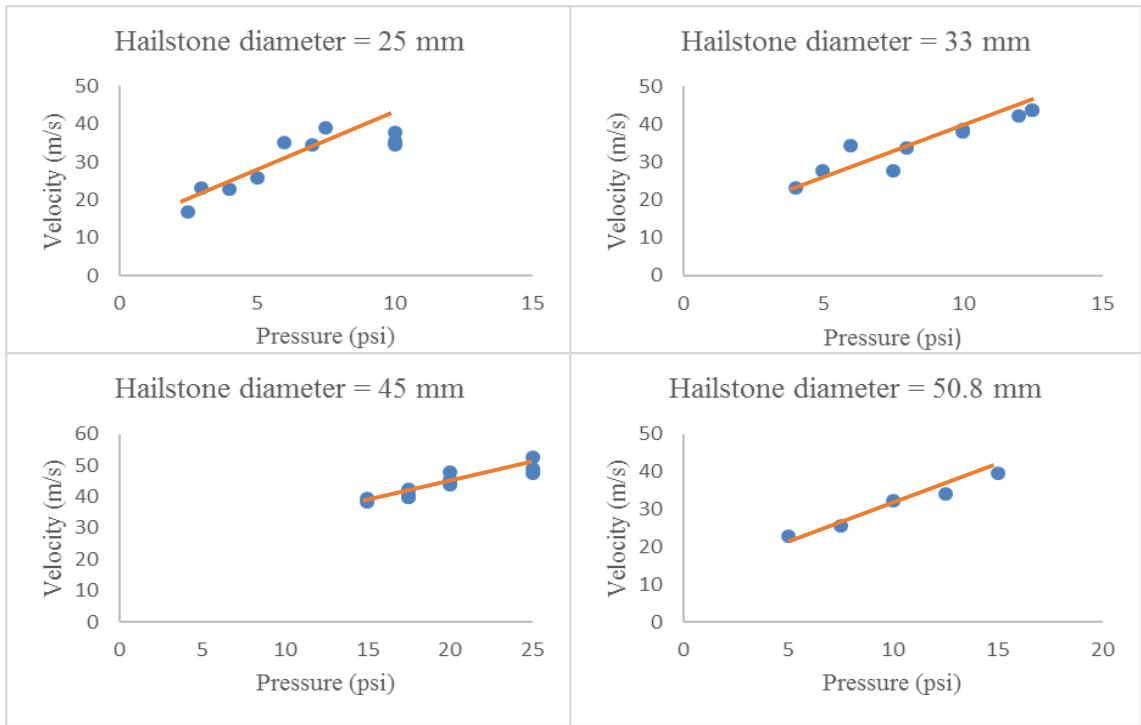 Hailstone diameter = 25 mm
Velocity (m/s)
50
40
30
20
10
0
0 5 10 15
Pressure (psi)
Hailstone diameter = 33 mm
Velocity (m/s)
50
40
30
20
10
0
0 5 10 15
Pressure (psi)
Hailstone diameter = 45 mm
Velocity (m/s)
60
50
40
30
20
10
0
0 5 10 15 20 25
Pressure (psi)
Hailstone diameter = 50.8 mm
Velocity (m/s)
50
40
30
20
10
0
0 5 10 15 20
Pressure (psi)